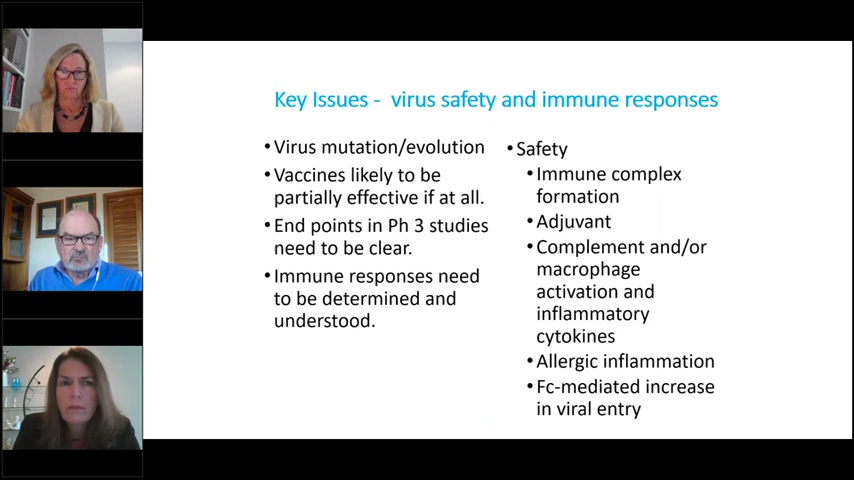 Key Issues -  virus safety and immune responses
•Virus mutation/evolution
•Vaccines likely to be
partially effective if at all.
•End points in Ph 3 studies
need to be clear.
•Immune responses need
to be determined and
understood.
•Safety
•Immune complex
formation
•Adjuvant
•Complement and/or
macrophage
activation and
inflammatory
cytokines
•Allergic inflammation
•Fc-mediated increase
in viral entry